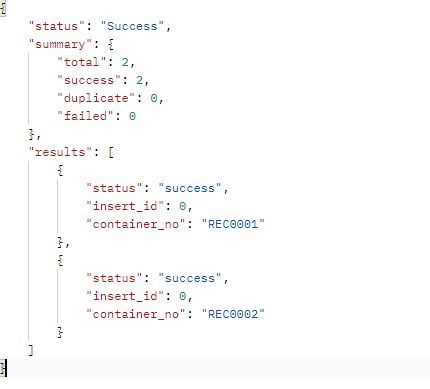 {
    "status": "Success",
    "summary": {
        "total": 2,
        "success": 2,
        "duplicate": 0,
        "failed": 0
    },
    "results": [
        {
            "status": "success",
            "insert_id": 0,
            "container_no": "REC0001"
        },
        {
            "status": "success",
            "insert_id": 0,
            "container_no": "REC0002"
        }
    ]
}